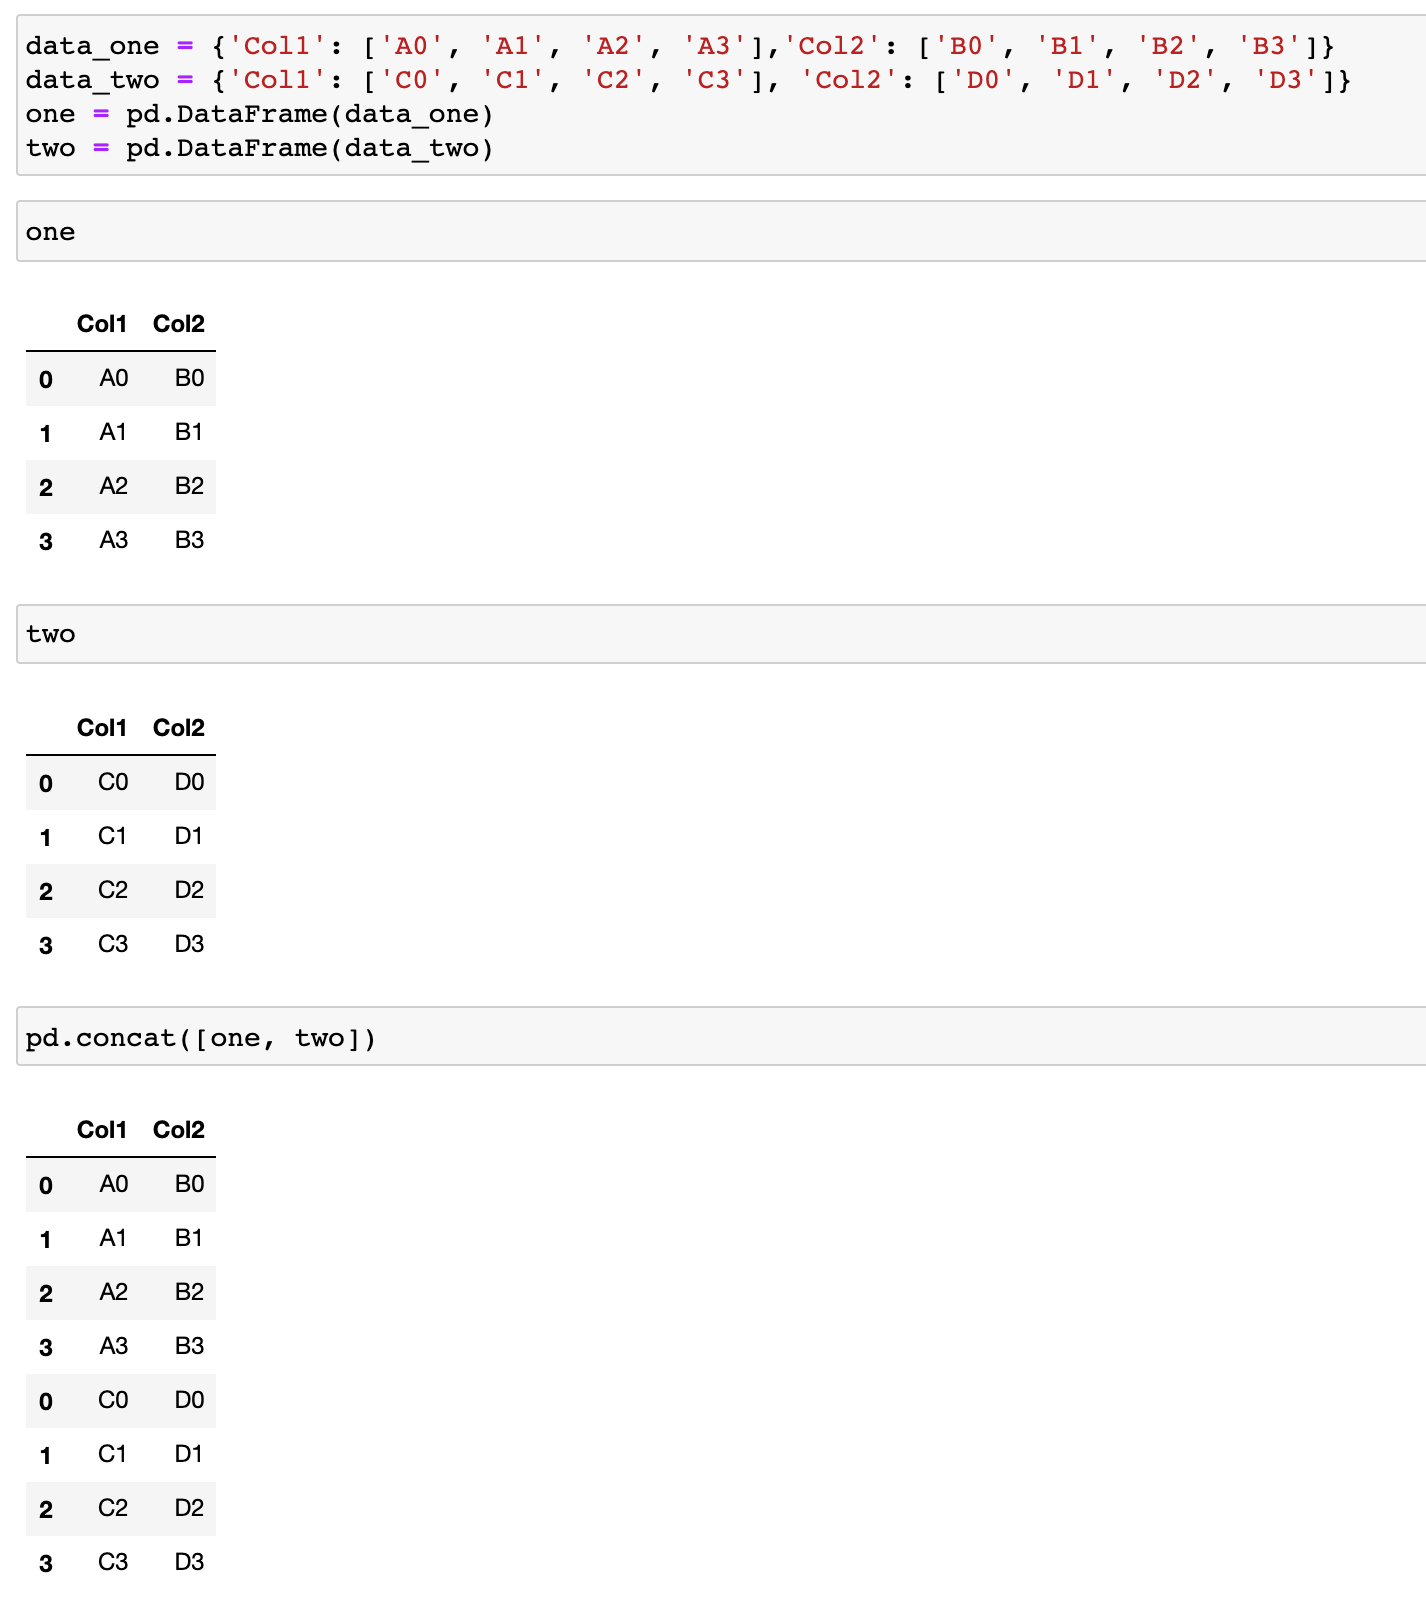 data_one = {'Col1': ['A0', 'A1', 'A2', 'A3'],'Col2': ['B0', 'B1', 'B2', 'B3']}
data_two = {'Col1': ['C0', 'C1', 'C2', 'C3'], 'Col2': ['D0', 'D1', 'D2', 'D3']}
one = pd.DataFrame(data_one)
two = pd.DataFrame(data_two)
one
Col1 Col2
0 A0 B0
1 A1 B1
2 A2 B2
3 A3 B3
two
Col1 Col2
0 C0 D0
1 C1 D1
2 C2 D2
3 C3 D3
pd.concat([one, two])
Col1 Col2
0 A0 B0
1 A1 B1
2 A2 B2
3 A3 B3
0 C0 D0
1 C1 D1
2 C2 D2
3 C3 D3